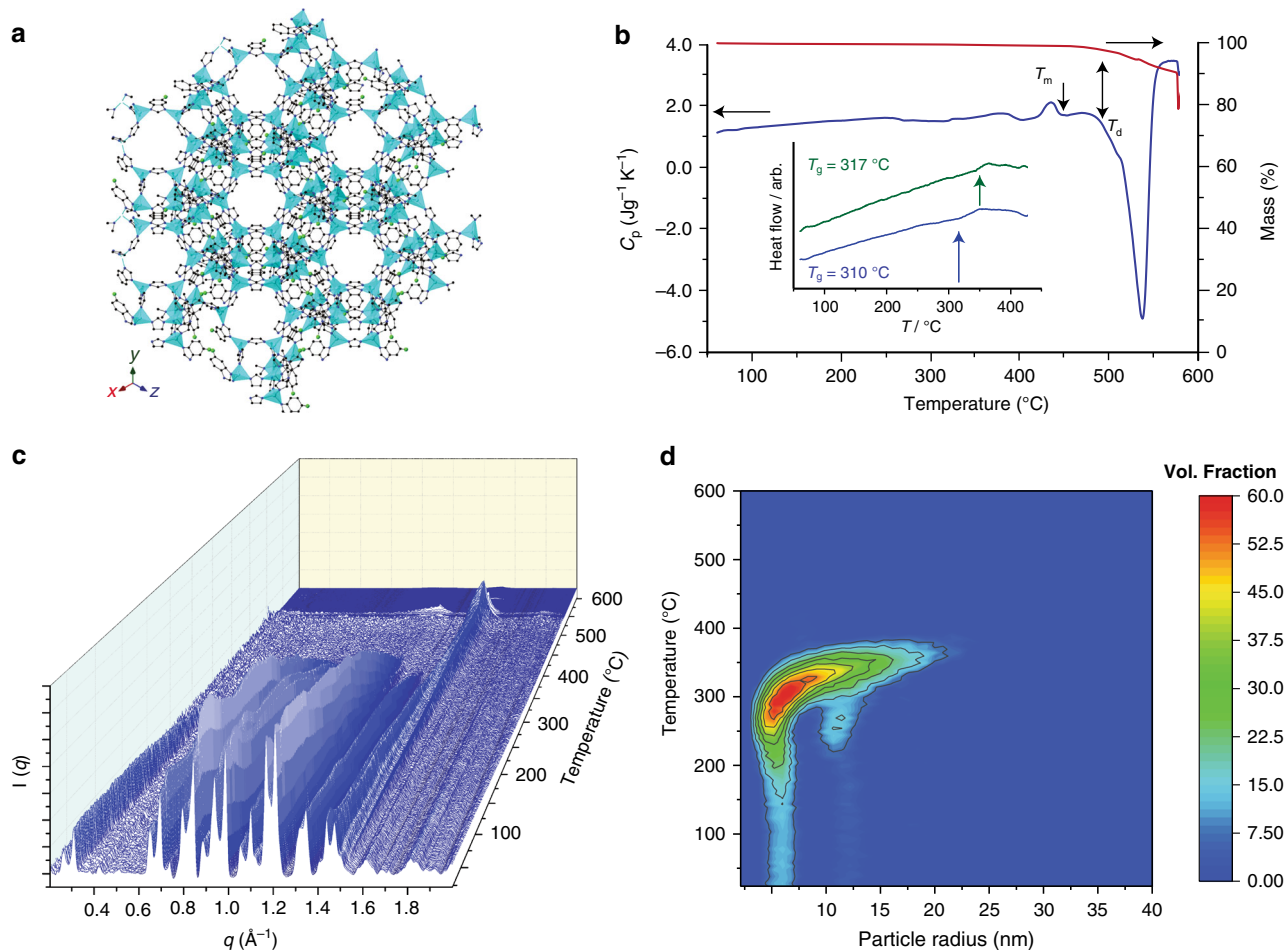 a
y
x z
b
4.0
2.0
0.0
–2.0
–4.0
–6.0
C_p (Jg⁻¹ K⁻¹)
100
80
60
40
20
0
Mass (%)
T_m
T_d
100 150 200 250 300 350 400 450 500 600
Temperature (°C)
T_g = 317 °C
T_g = 310 °C
Heat flow / arb.
100 200 300 400
T / °C
c
I (q)
0.4 0.6 0.8 1.0 1.2 1.4 1.6 1.8
q (Å⁻¹)
600
500
400
300
200
100
Temperature (°C)
d
Vol. Fraction
600
500
400
300
200
100
Temperature (°C)
10 15 20 25 30 35 40
Particle radius (nm)
60.0
52.5
45.0
37.5
30.0
22.5
15.0
7.50
0.00